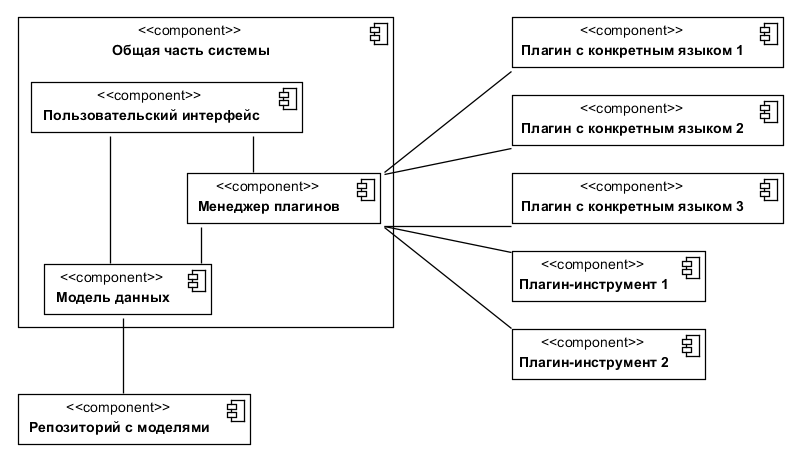 <<component>>
Общая часть системы
<<component>>
Пользовательский интерфейс
<<component>>
Менеджер плагинов
<<component>>
Модель данных
<<component>>
Репозиторий с моделями
<<component>>
Плагин с конкретным языком 1
<<component>>
Плагин с конкретным языком 2
<<component>>
Плагин с конкретным языком 3
<<component>>
Плагин-инструмент 1
<<component>>
Плагин-инструмент 2